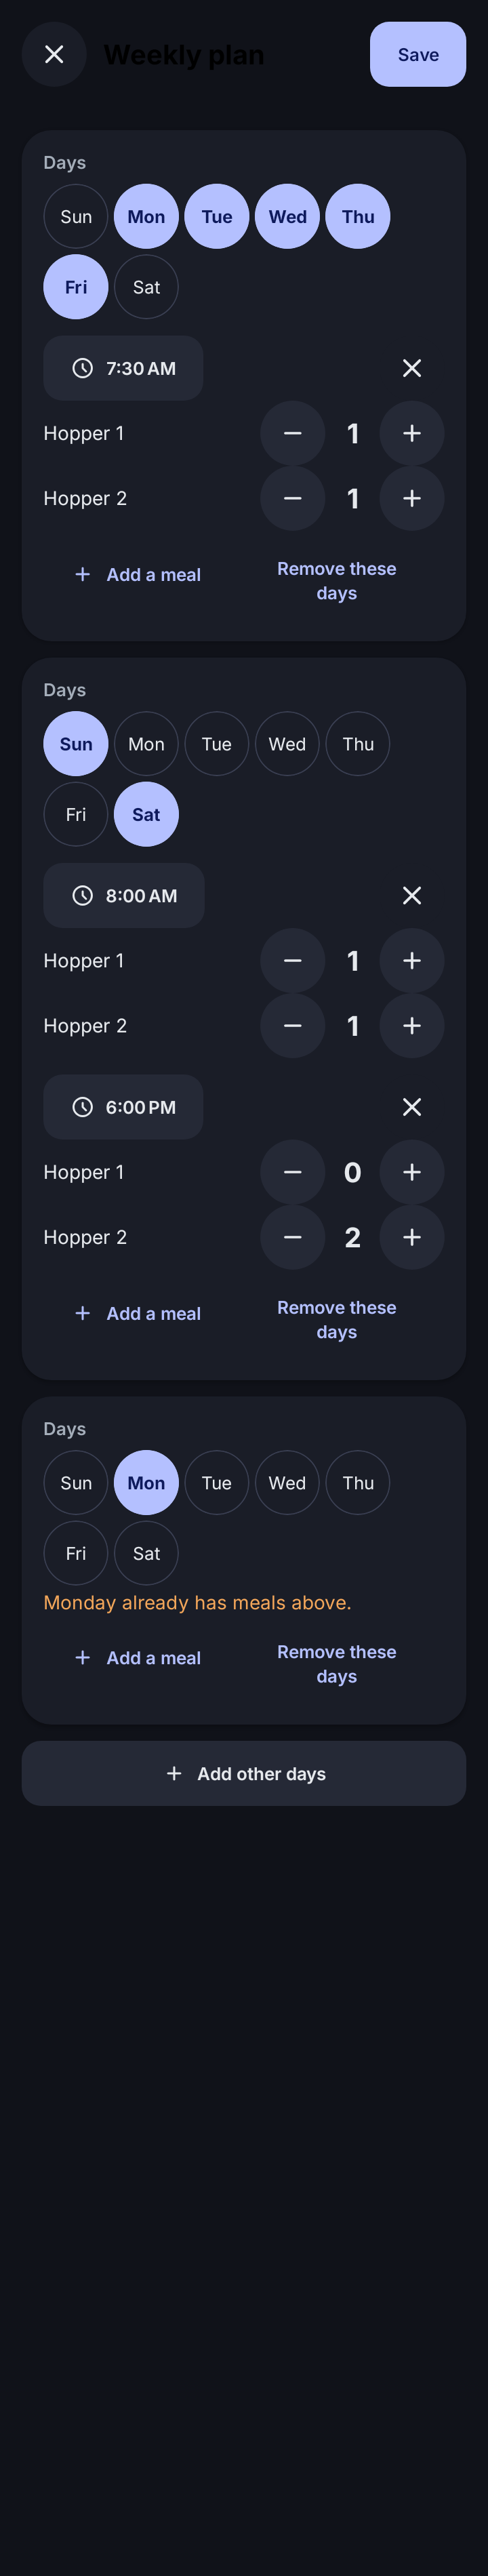 Weekly plan
Save
Days
Sun Mon Tue Wed Thu
Fri Sat
7:30 AM
Hopper 1 1
Hopper 2 1
Add a meal Remove these days
Days
Sun Mon Tue Wed Thu
Fri Sat
8:00 AM
Hopper 1 1
Hopper 2 1
6:00 PM
Hopper 1 0
Hopper 2 2
Add a meal Remove these days
Days
Sun Mon Tue Wed Thu
Fri Sat
Monday already has meals above.
Add a meal Remove these days
Add other days